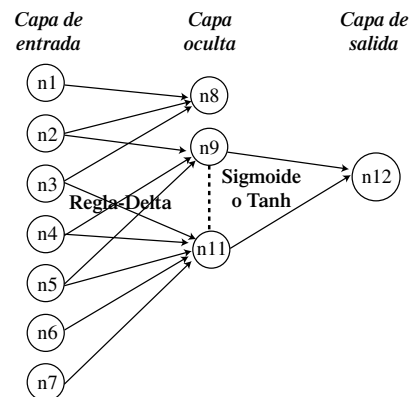 Capa de
entrada
Capa
oculta
Capa de
salida
n1
n2
n3
n4
n5
n6
n7
Regla-Delta
n8
n9
n11
Sigmoide
o Tanh
n12